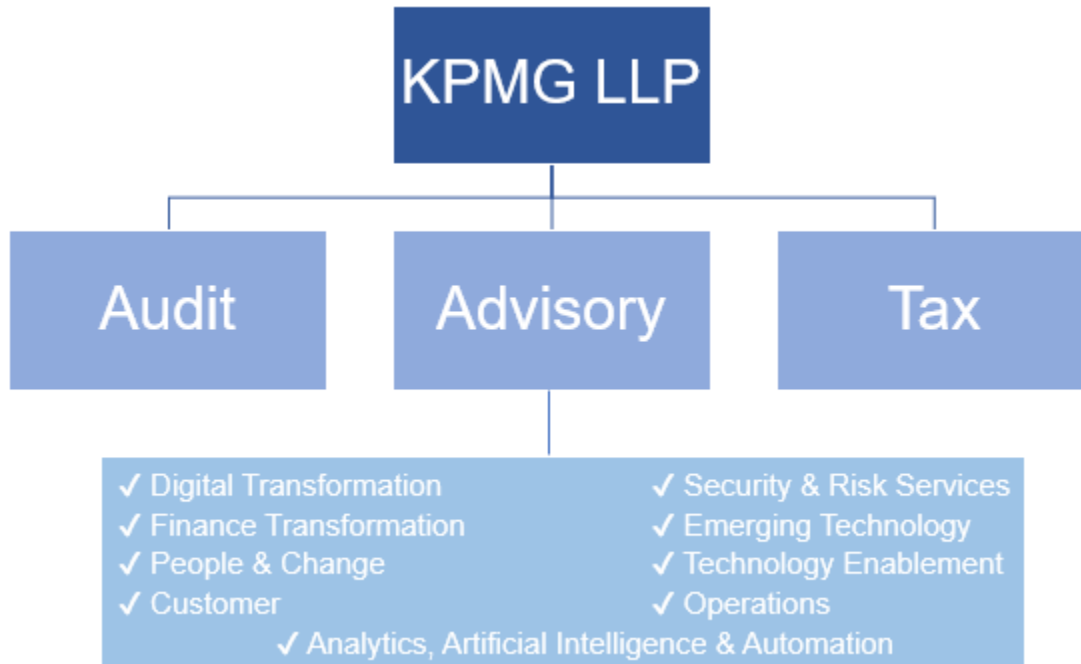 KPMG LLP
Audit
Advisory
Tax
✓ Digital Transformation
✓ Finance Transformation
✓ People & Change
✓ Customer
✓ Security & Risk Services
✓ Emerging Technology
✓ Technology Enablement
✓ Operations
✓ Analytics, Artificial Intelligence & Automation